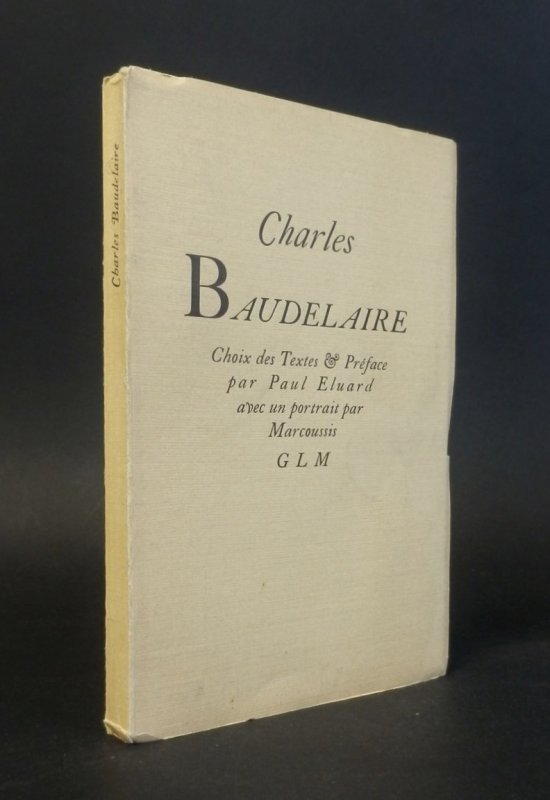 Charles Baudelaire
Charles
BAUDELAIRE
Choix des Textes & Préface
par Paul Eluard
avec un portrait par
Marcoussis
GLM